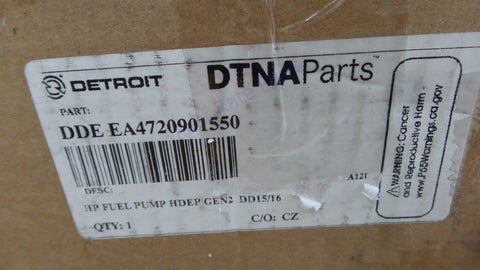 DETROIT
DTNAParts
PART:
DDE EA4720901550
DESC:
HP FUEL PUMP HDEP GEN2 DD15/16
QTY: 1
C/O: CZ
WARNING: Cancer
and Reproductive Harm -
www.P65Warnings.ca.gov